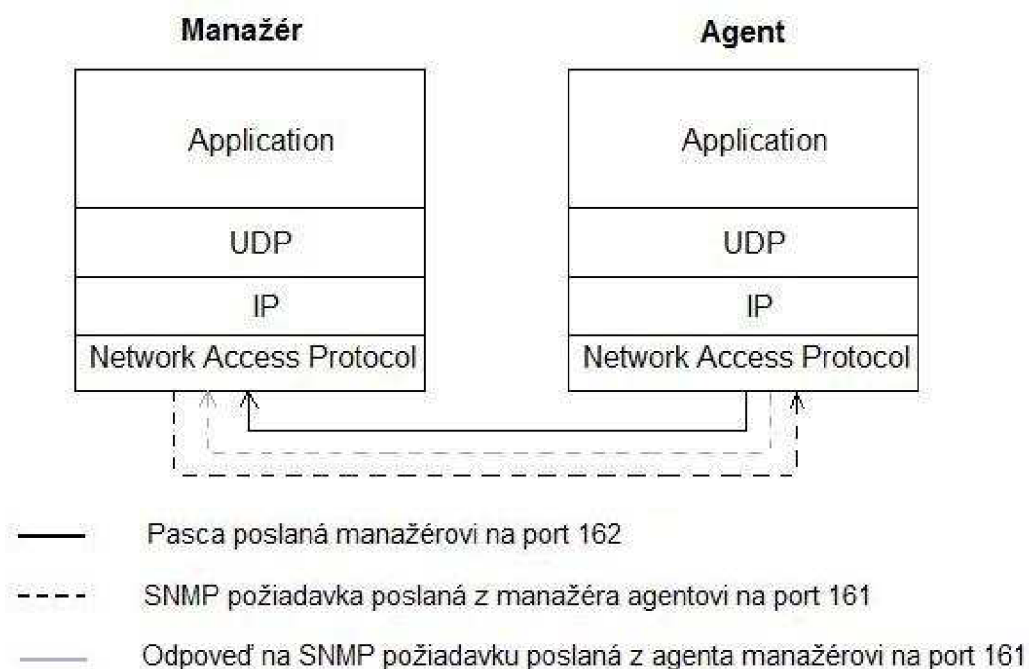 Manažér
Agent
Application
Application
UDP
UDP
IP
IP
Network Access Protocol
Network Access Protocol
Pasca poslaná manažérovi na port 162
SNMP požiadavka poslaná z manažéra agentovi na port 161
Odpoveď na SNMP požiadavku poslaná z agenta manažérovi na port 161